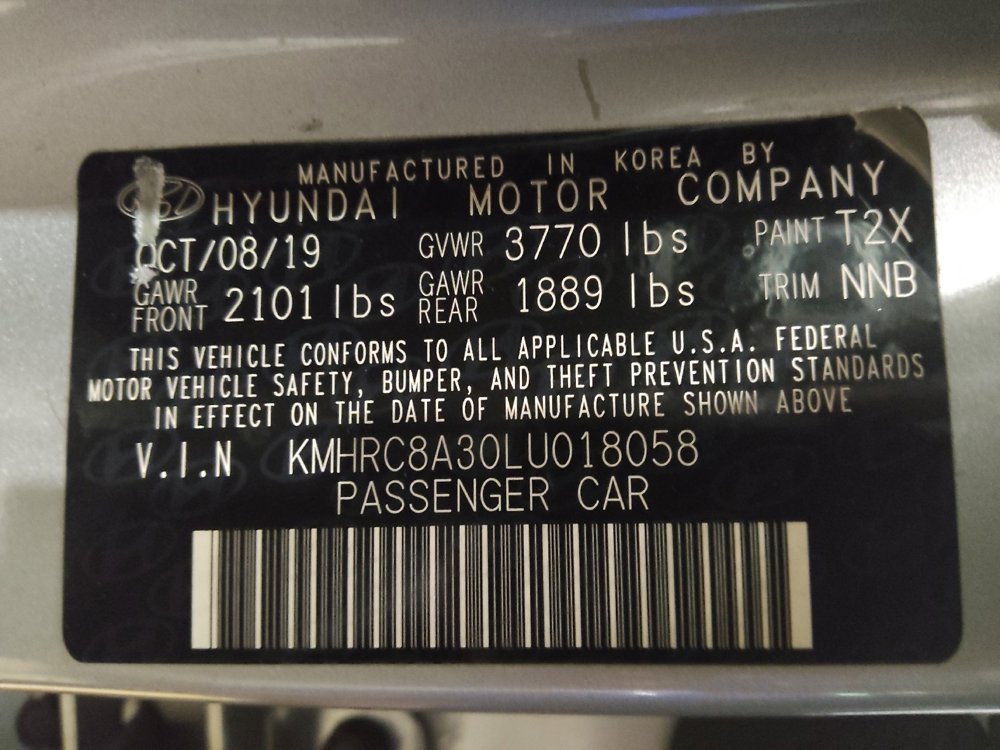 MANUFACTURED IN KOREA BY
HYUNDAI MOTOR COMPANY
OCT/08/19 GVWR 3770 lbs PAINT T2X
GAWR FRONT 2101 lbs GAWR REAR 1889 lbs TRIM NNB
THIS VEHICLE CONFORMS TO ALL APPLICABLE U.S.A. FEDERAL
MOTOR VEHICLE SAFETY, BUMPER, AND THEFT PREVENTION STANDARDS
IN EFFECT ON THE DATE OF MANUFACTURE SHOWN ABOVE
V.I.N KMHRC8A30LU018058
PASSENGER CAR